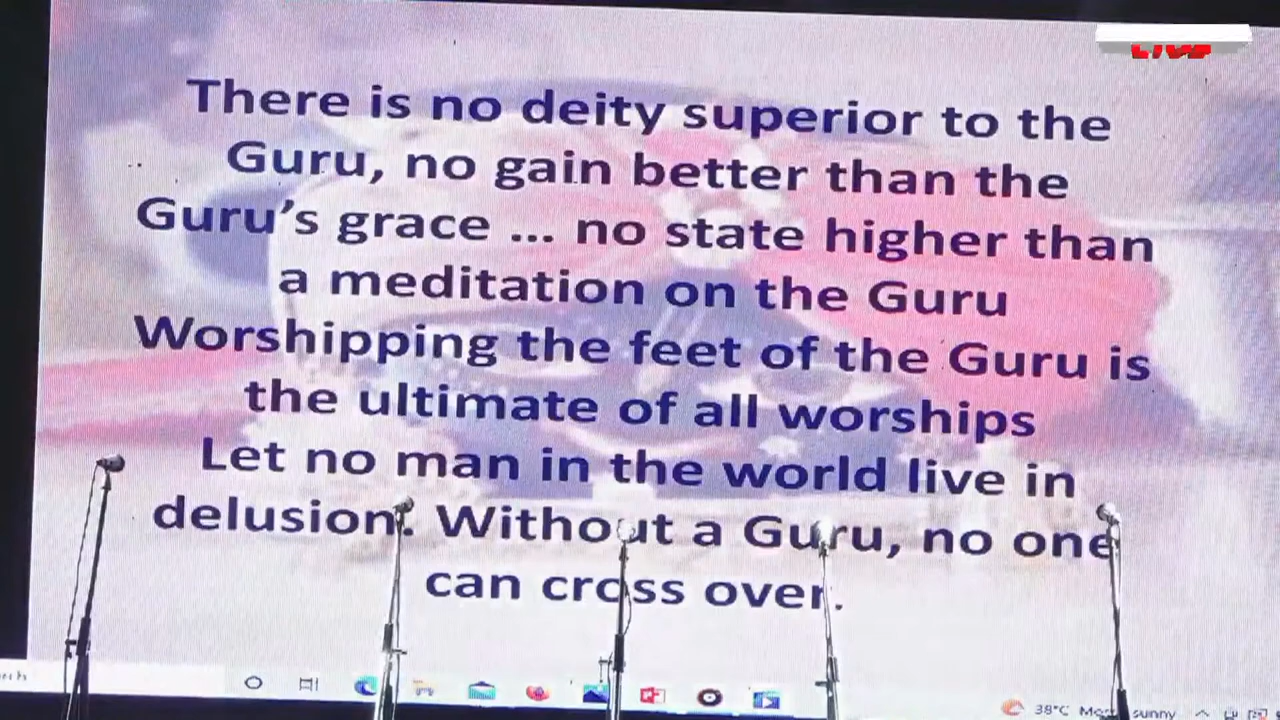 There is no deity superior to the
Guru, no gain better than the
Guru's grace ... no state higher than
a meditation on the Guru
Worshipping the feet of the Guru is
the ultimate of all worships
Let no man in the world live in
delusion. Without a Guru, no one
can cross over.
38°C sunny